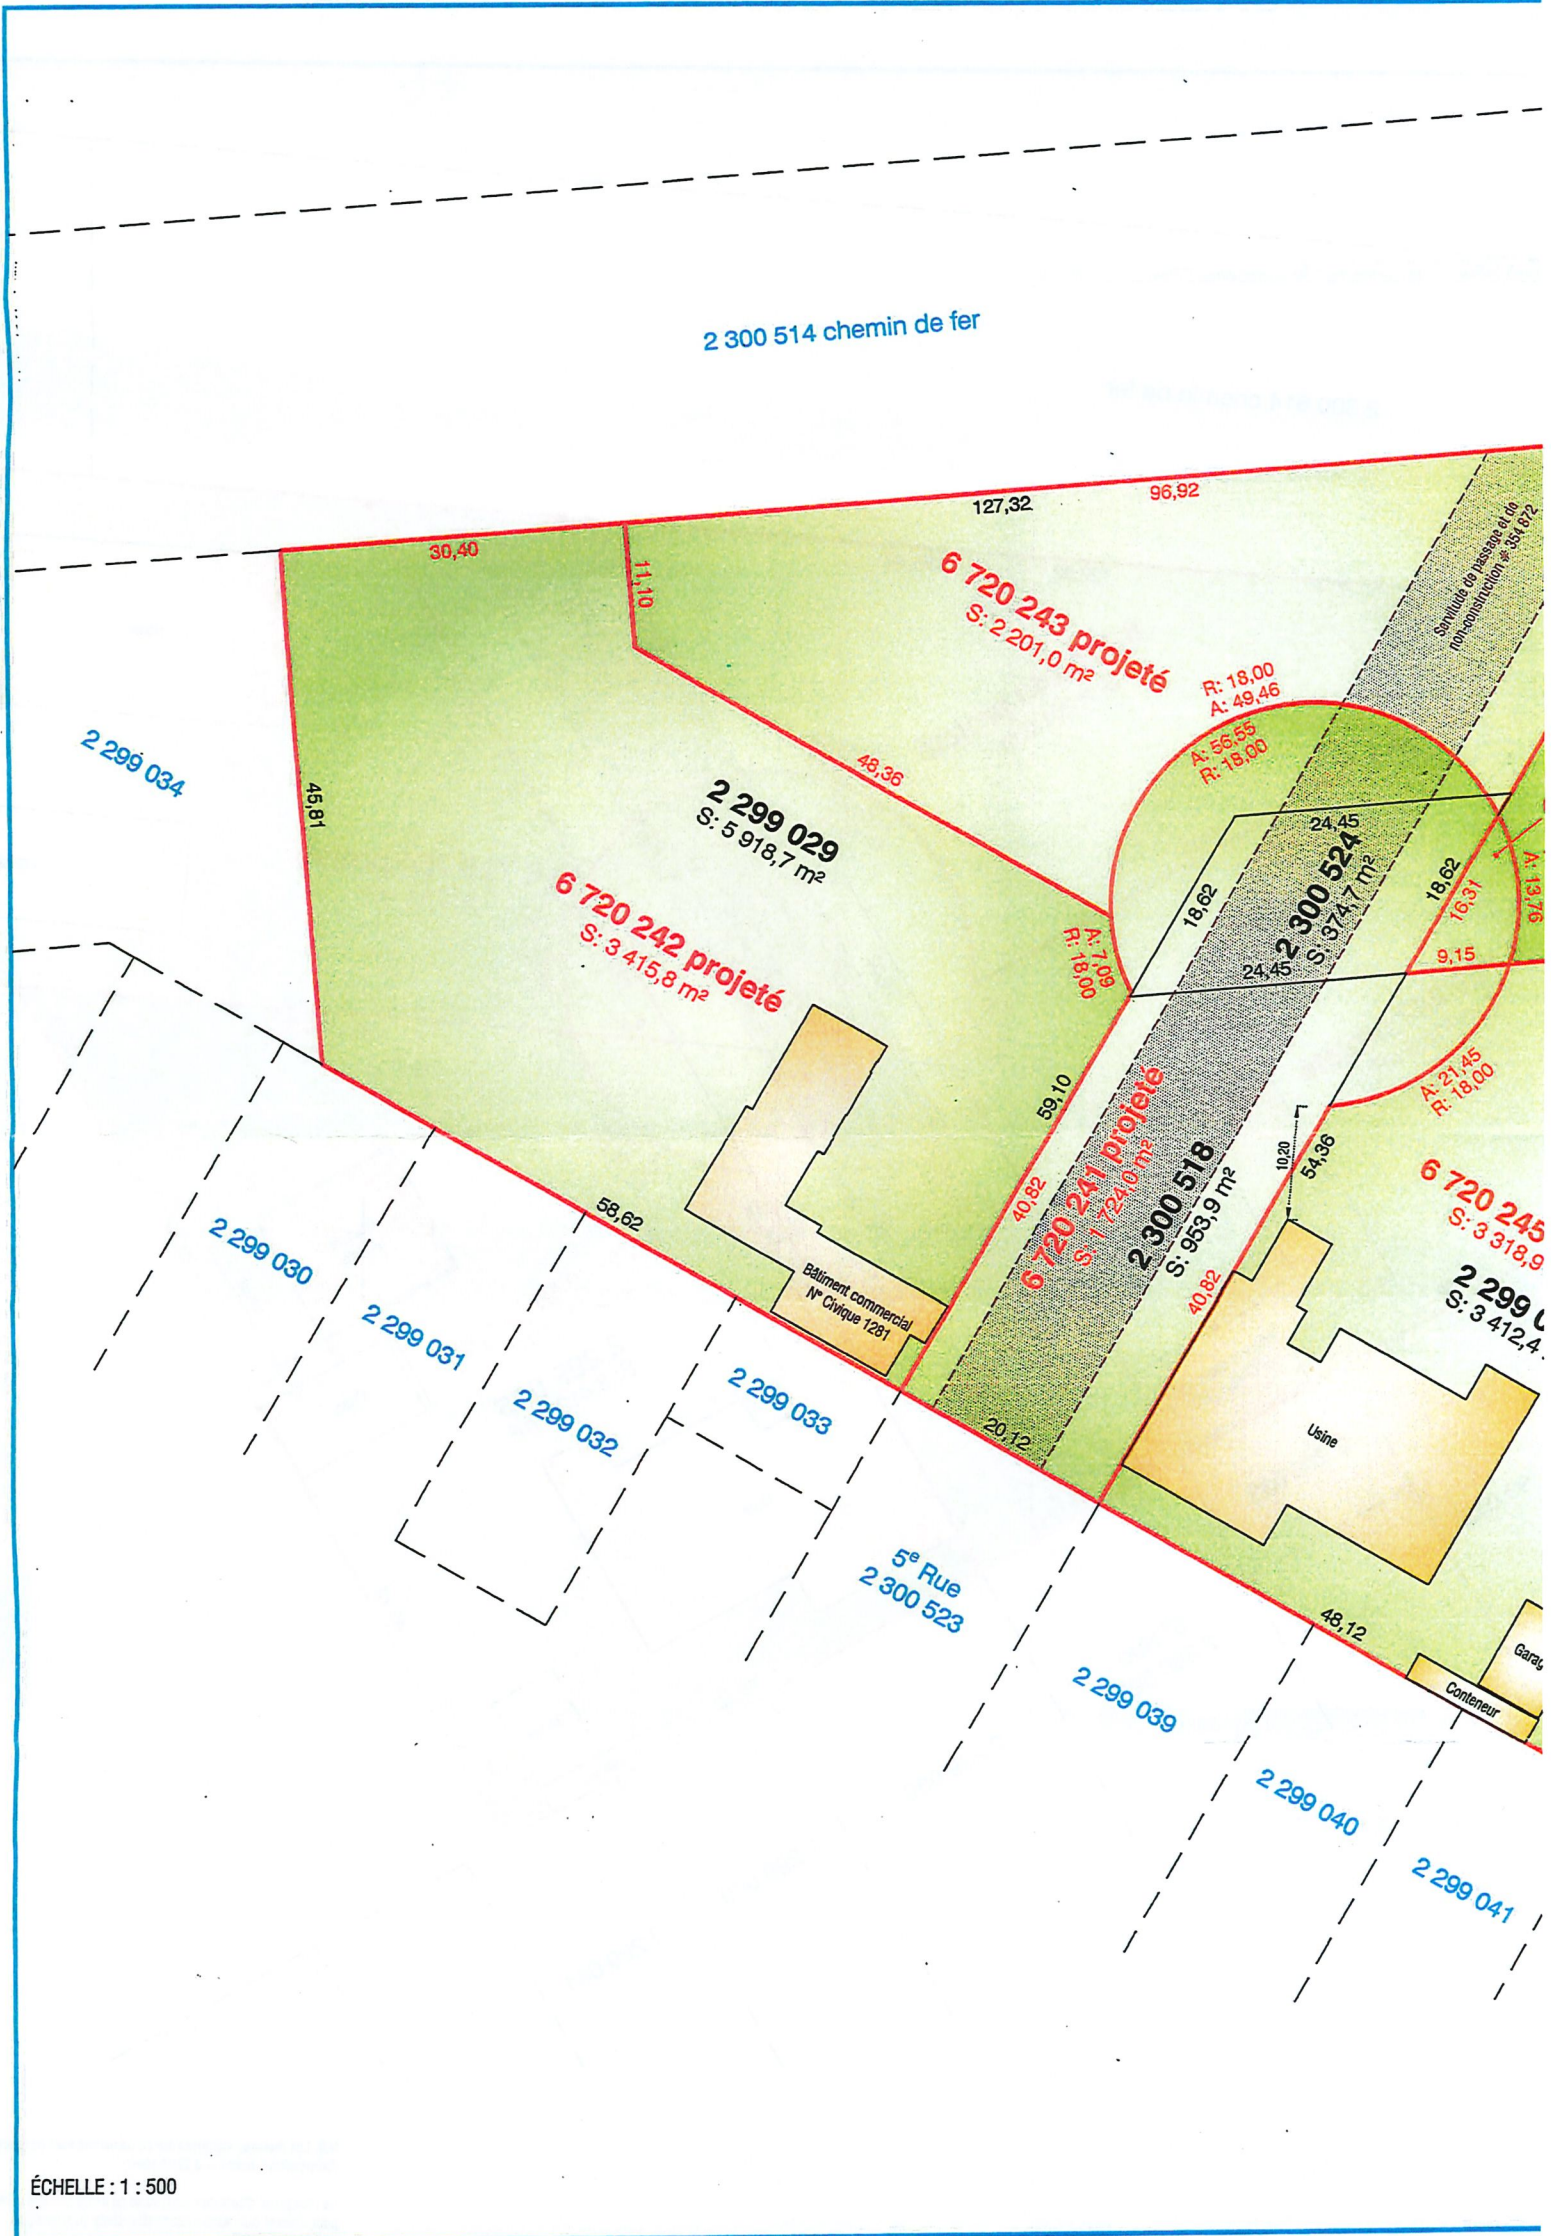 2 300 514 chemin de fer
127,32
96,92
30,40
11,10
Servitude de passage et de
non-construction # 354 872
6 720 243 projeté
S: 2 201,0 m²
R: 18,00
A: 49,46
A: 56,55
R: 18,00
2 299 034
45,81
48,36
2 299 029
S: 5 918,7 m²
24,45
18,62
2 300 524
S: 374,7 m²
18,62
16,31
A: 13,76
6 720 242 projeté
S: 3 415,8 m²
A: 7,09
R: 18,00
24,45
9,15
A: 21,45
R: 18,00
59,10
6 720 241 projeté
S: 1 724,0 m²
2 300 518
S: 953,9 m²
10,20
54,36
6 720 245
S: 3 318,9
2 299 0
S: 3 412,4
40,82
40,82
58,62
2 299 030
2 299 031
2 299 032
2 299 033
Bâtiment commercial
N° Civique 1281
20,12
Usine
5e Rue
2 300 523
48,12
Garag
Conteneur
2 299 039
2 299 040
2 299 041
ÉCHELLE : 1 : 500